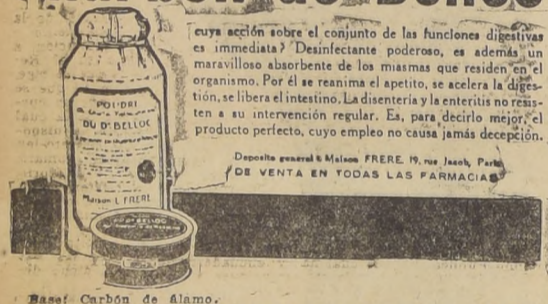 de Belloc
cuya acción sobre el conjunto de las funciones digestivas
es inmediata? Desinfectante poderoso, es además un
maravilloso absorbente de los miasmas que residen en el
organismo. Por él se reanima el apetito, se acelera la diges-
tión, se libera el intestino. La disentería y la enteritis no resis-
ten a su intervención regular. Es, para decirlo mejor, el
producto perfecto, cuyo empleo no causa jamás decepción.
Deposito general: Maison FRERE, 19, rue Jacob, Paris
DE VENTA EN TODAS LAS FARMACIAS
POUDRE
DU Dr BELLOC
Maison L. FRERE
Base: Carbón de Alamo.